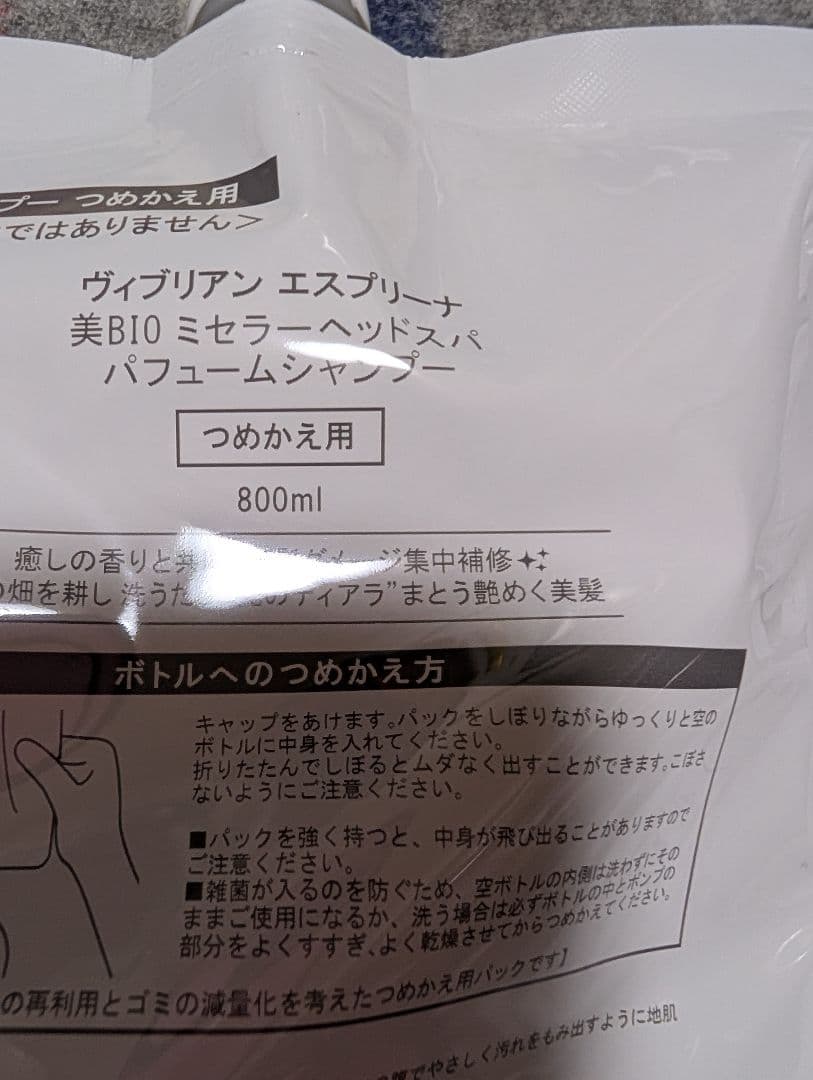 プー つめかえ用
ではありません＞
ヴィブリアン エスプリーナ
美BIO ミセラーヘッドスパ
パフュームシャンプー
つめかえ用
800ml
癒しの香りと共 ダメージ集中補修
の畑を耕し 洗うた のティアラ”まとう艶めく美髪
ボトルへのつめかえ方
キャップをあけます。パックをしぼりながらゆっくりと空の
ボトルに中身を入れてください。
折りたたんでしぼるとムダなく出すことができます。こぼさ
ないようにご注意ください。
■パックを強く持つと、中身が飛び出ることがありますので
ご注意ください。
■雑菌が入るのを防ぐため、空ボトルの内側は洗わずにその
ままご使用になるか、洗う場合は必ずボトルの中とポンプの
部分をよくすすぎ、よく乾燥させてからつめかえてください。
の再利用とゴミの減量化を考えたつめかえ用パックです】
腹でやさしく汚れをもみ出すように地肌